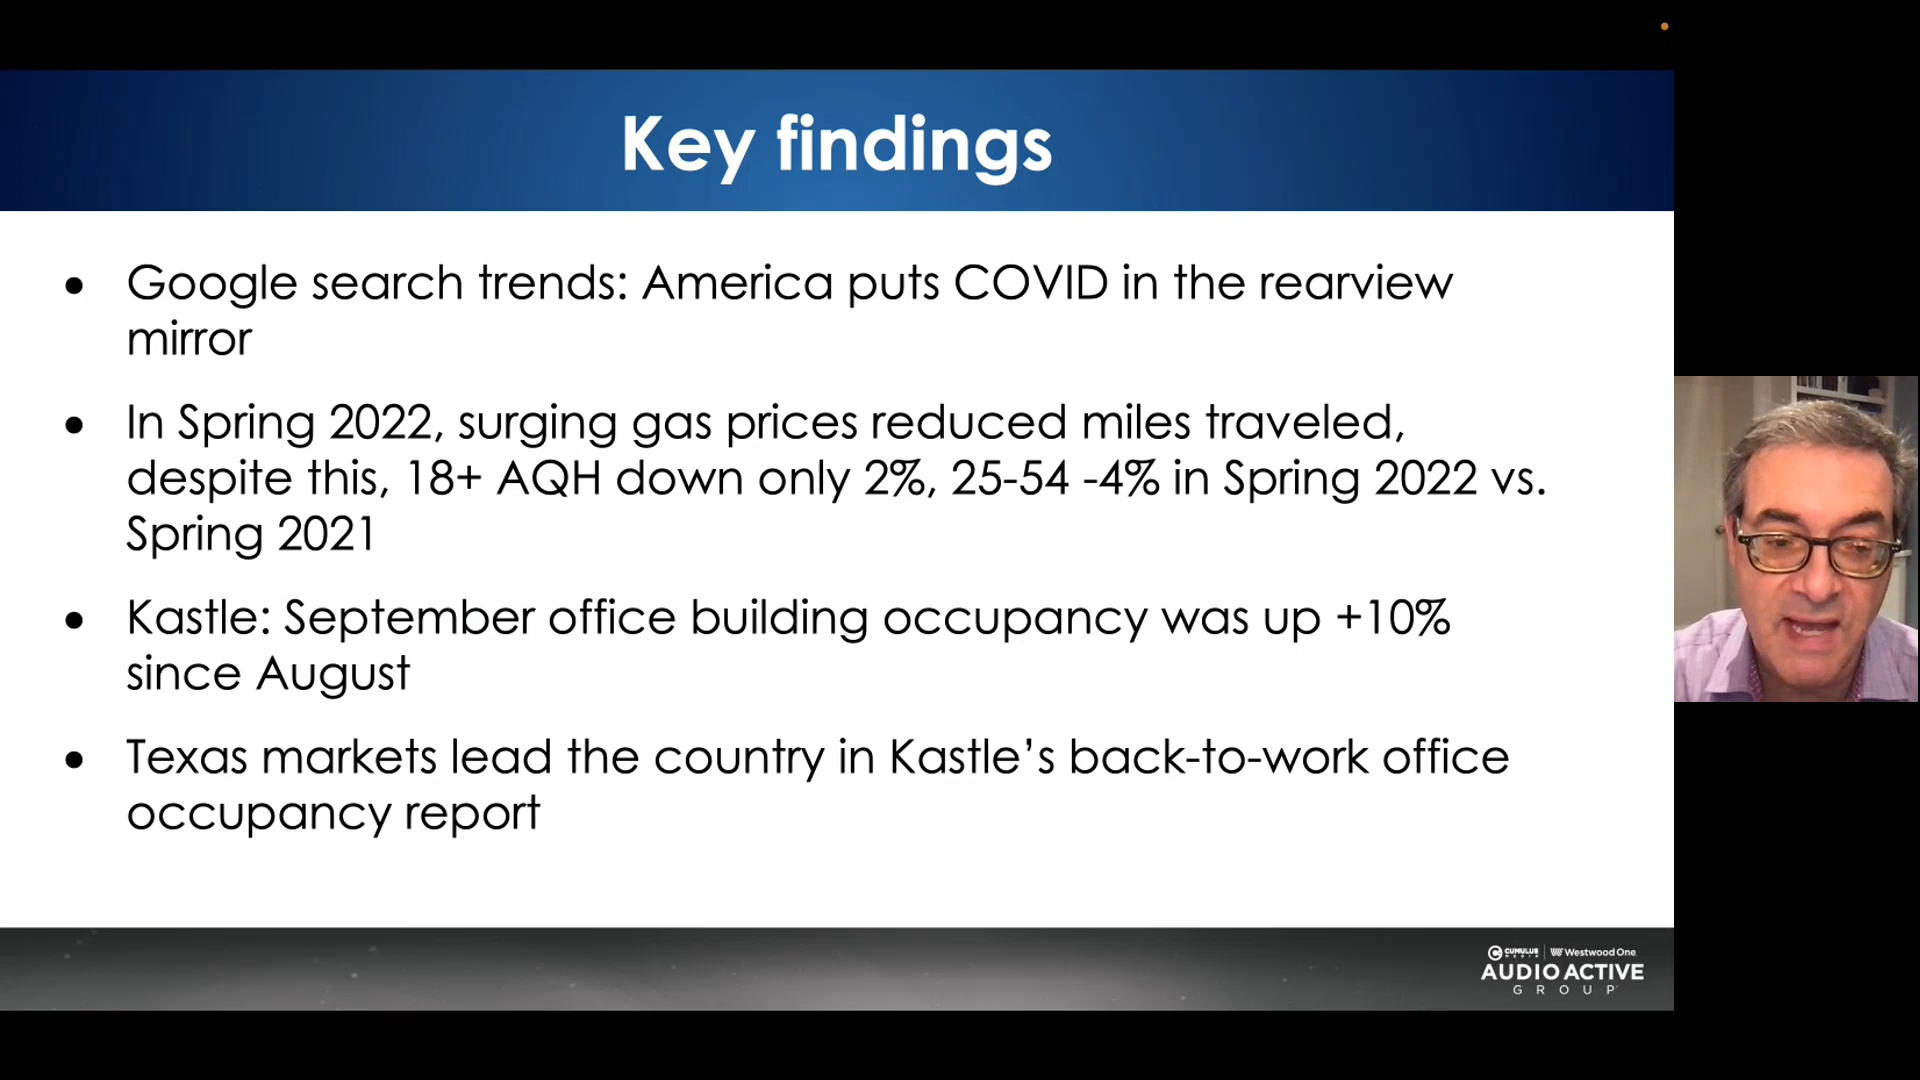 Key findings
• Google search trends: America puts COVID in the rearview
mirror
• In Spring 2022, surging gas prices reduced miles traveled,
despite this, 18+ AQH down only 2%, 25-54 -4% in Spring 2022 vs.
Spring 2021
• Kastle: September office building occupancy was up +10%
since August
• Texas markets lead the country in Kastle’s back-to-work office
occupancy report
CUMULUS MEDIA | Westwood One
AUDIO ACTIVE
GROUP